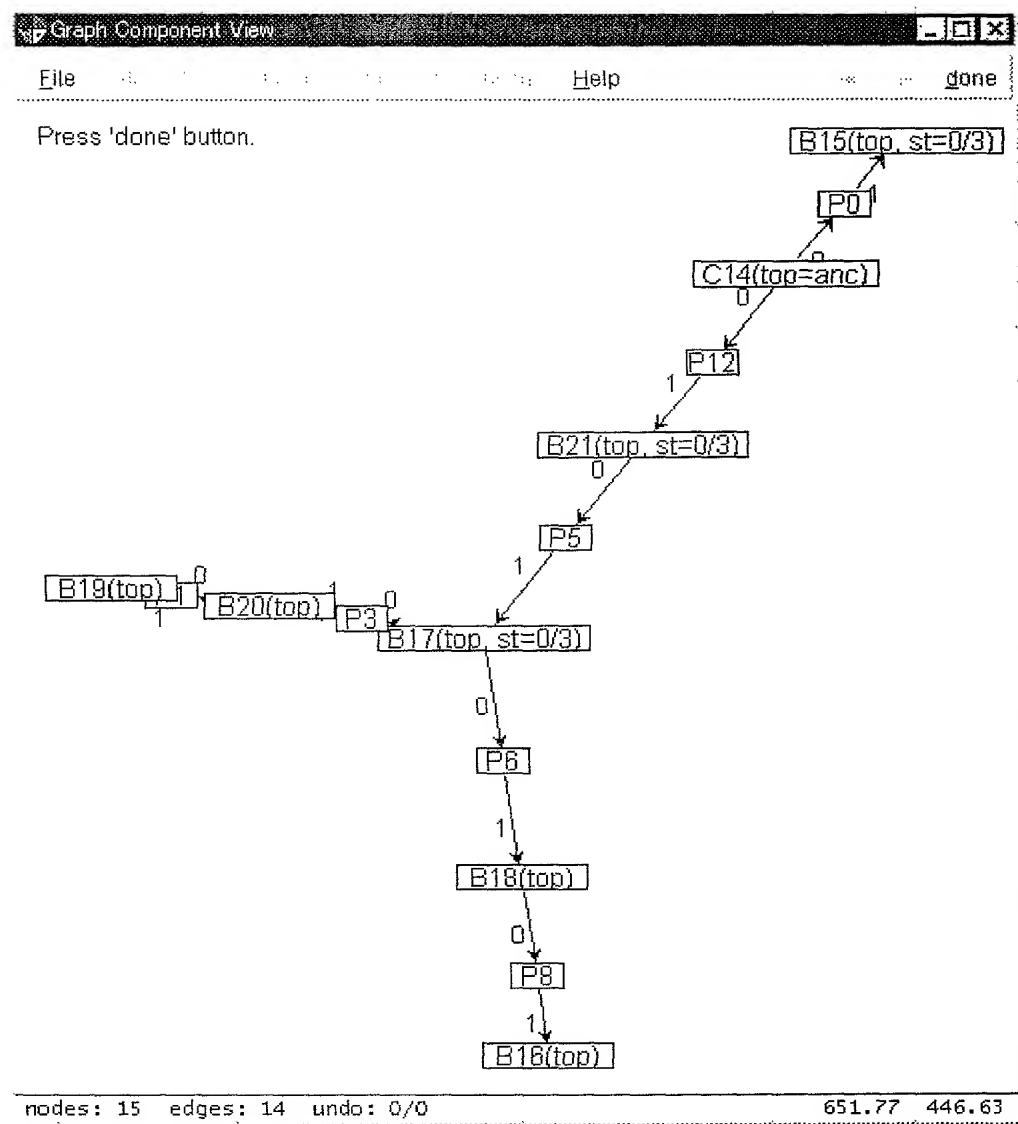 Graph Component View
File Help done
Press 'done' button.
B15(top, st=0/3)
P0 1
0
C14(top=anc)
0
P12
1
B21(top, st=0/3)
0
P5
1
0
B19(top) 1
1
B20(top)
1
P3
0
B17(top, st=0/3)
0
P6
1
B18(top)
0
P8
1
B16(top)
nodes: 15 edges: 14 undo: 0/0 651.77 446.63